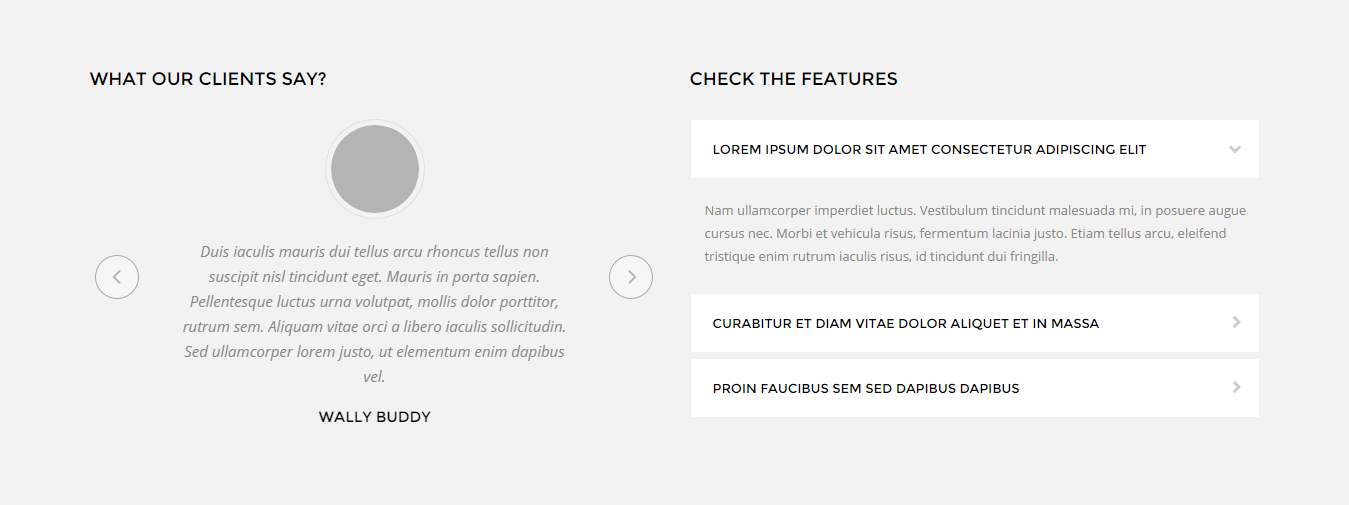 WHAT OUR CLIENTS SAY?
Duis iaculis mauris dui tellus arcu rhoncus tellus non
suscipit nisl tincidunt eget. Mauris in porta sapien.
Pellentesque luctus urna volutpat, mollis dolor porttitor,
rutrum sem. Aliquam vitae orci a libero iaculis sollicitudin.
Sed ullamcorper lorem justo, ut elementum enim dapibus
vel.
WALLY BUDDY
CHECK THE FEATURES
LOREM IPSUM DOLOR SIT AMET CONSECTETUR ADIPISCING ELIT
Nam ullamcorper imperdiet luctus. Vestibulum tincidunt malesuada mi, in posuere augue
cursus nec. Morbi et vehicula risus, fermentum lacinia justo. Etiam tellus arcu, eleifend
tristique enim rutrum iaculis risus, id tincidunt dui fringilla.
CURABITUR ET DIAM VITAE DOLOR ALIQUET ET IN MASSA
PROIN FAUCIBUS SEM SED DAPIBUS DAPIBUS